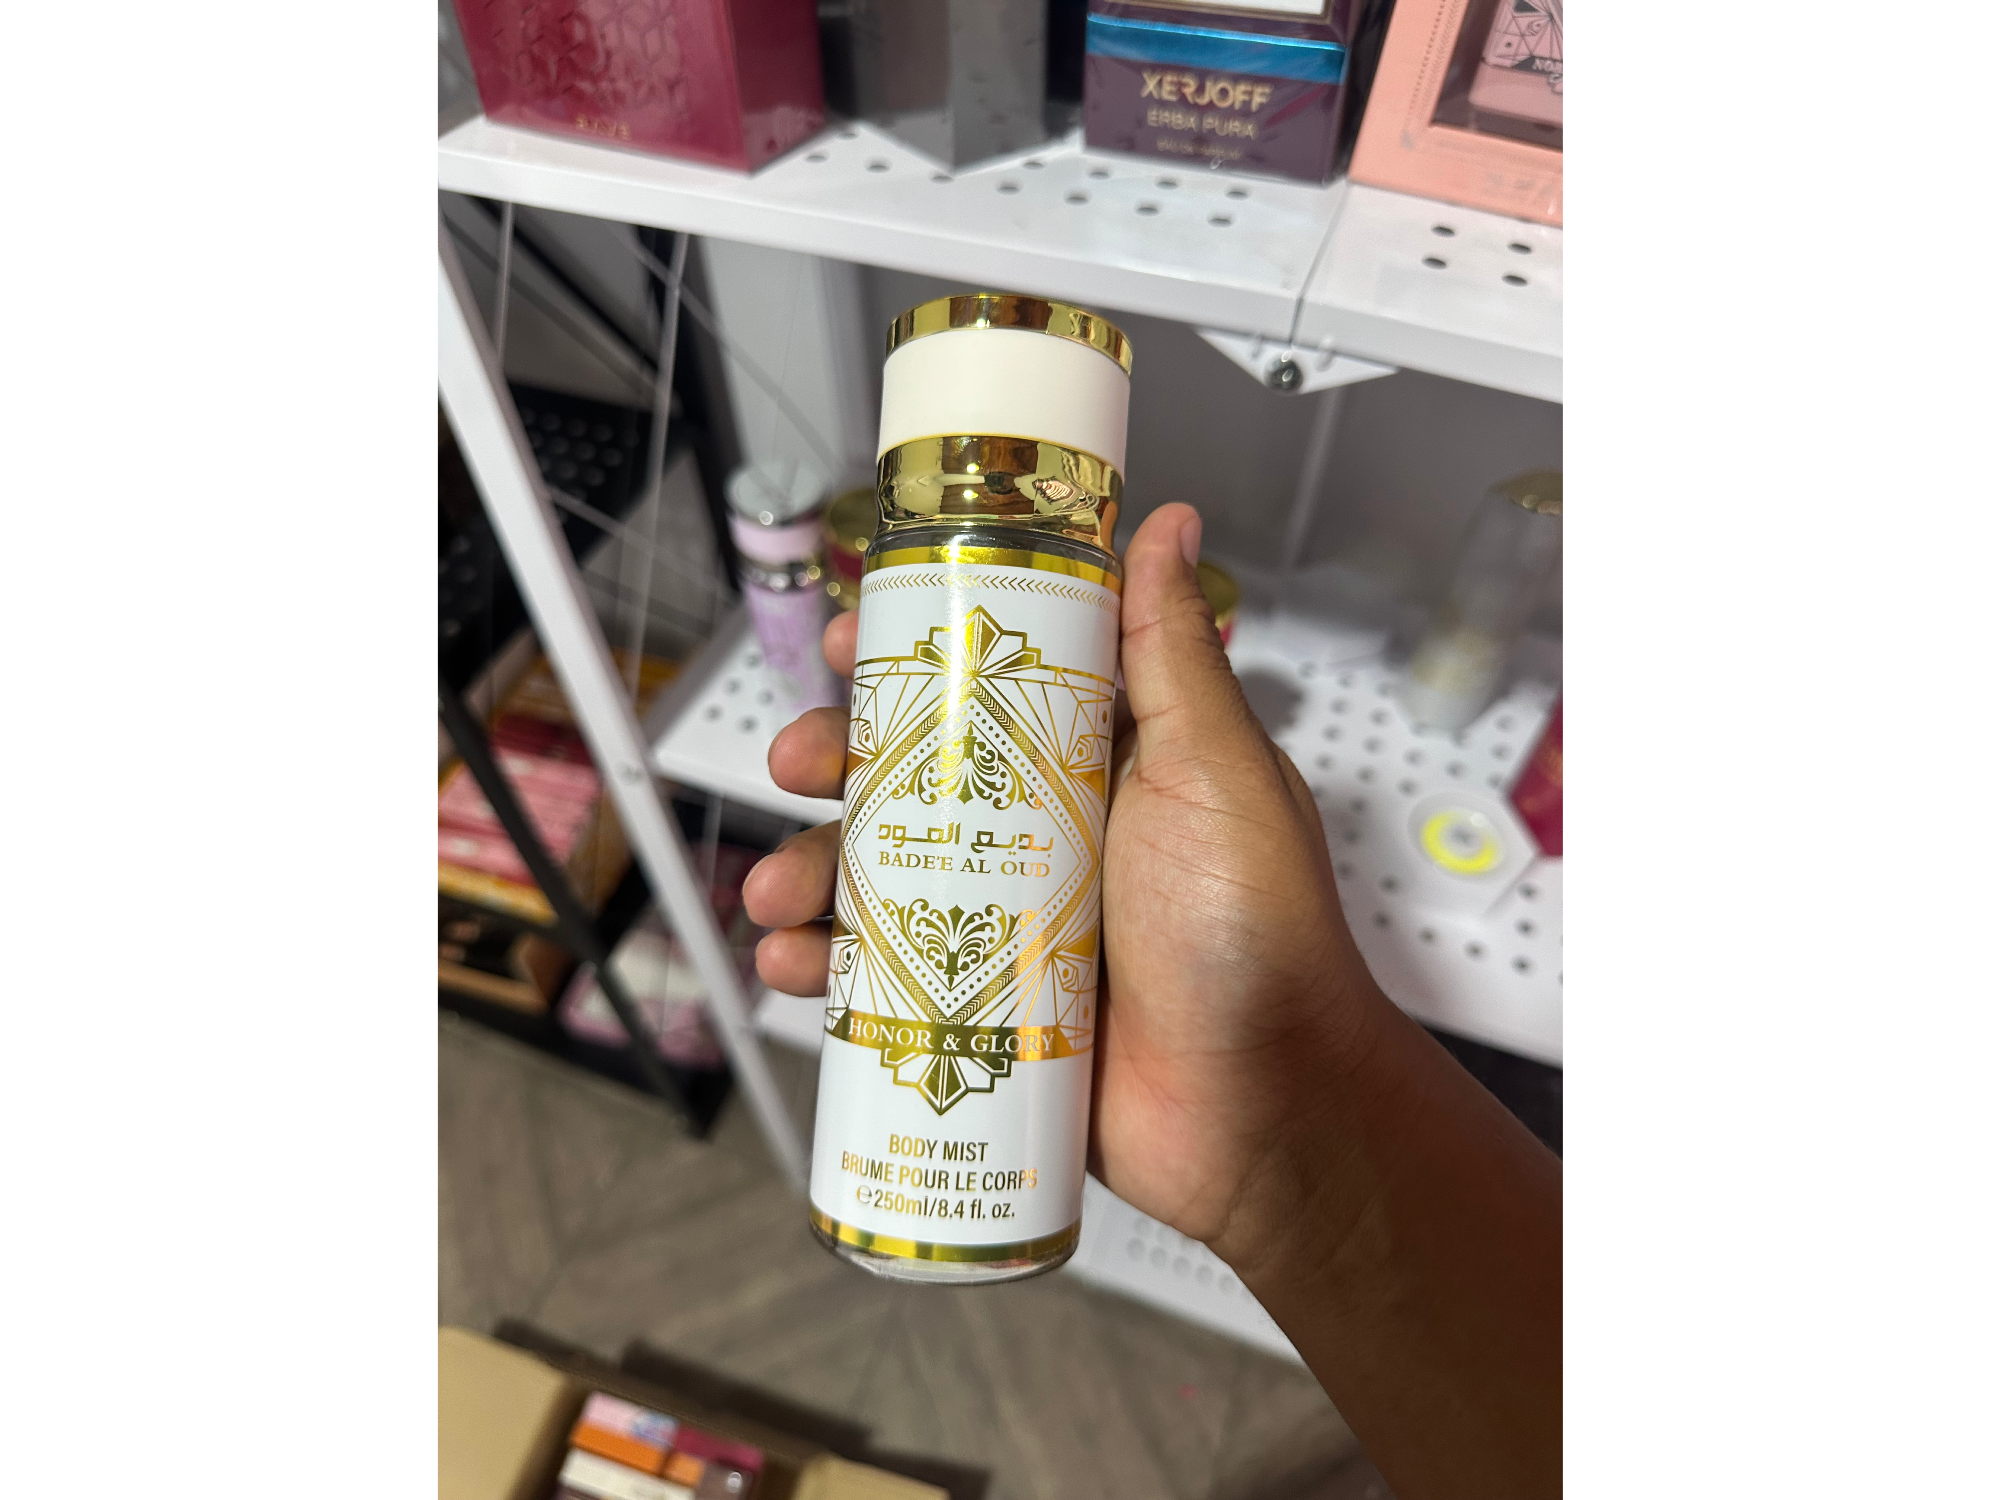 XERJOFF
ERBA PURA
بديع العود
BADE'E AL OUD
HONOR & GLORY
BODY MIST
BRUME POUR LE CORPS
℮250ml/8.4 fl. oz.